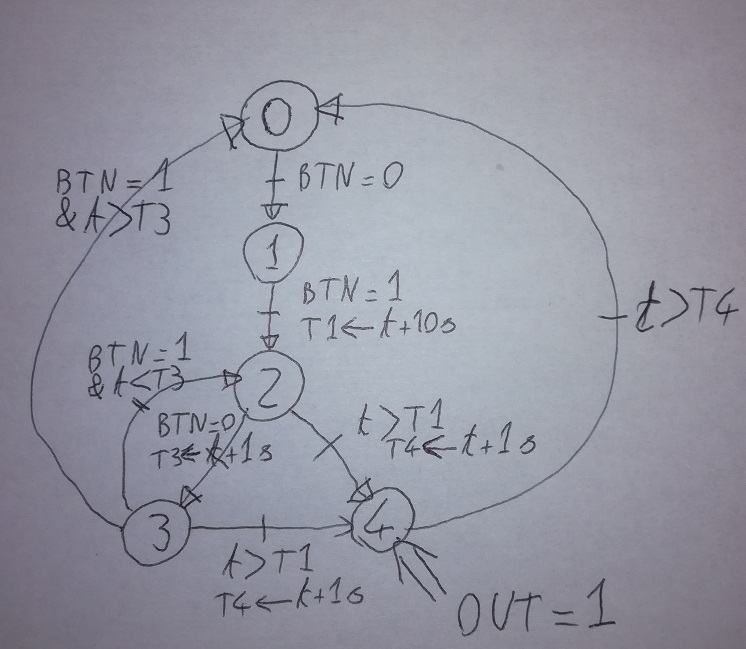 0
BTN = 1
& t > T3
BTN = 0
1
BTN = 1
T1 ← t+10s
BTN = 1
& t < T3
2
BTN=0
T3 ← t+1s
t > T1
T4 ← t+1s
t > T4
3
4
t > T1
T4 ← t+1s
OUT = 1